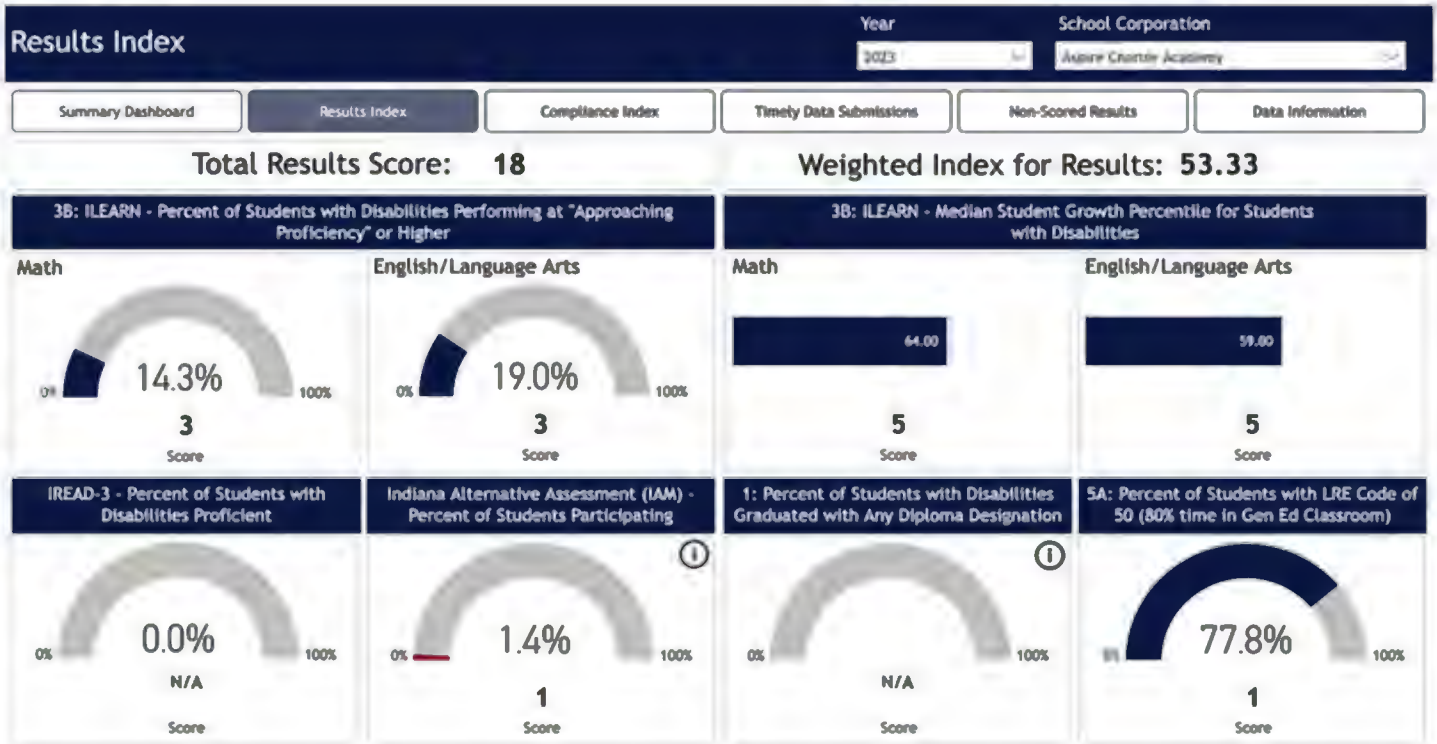 Results Index
Year
School Corporation
2023
Aspire Charter Academy
Summary Dashboard
Results Index
Compliance Index
Timely Data Submissions
Non-Scored Results
Data Information
Total Results Score: 18
Weighted Index for Results: 53.33
3B: ILEARN - Percent of Students with Disabilities Performing at "Approaching
Proficiency" or Higher
3B: ILEARN - Median Student Growth Percentile for Students
with Disabilities
Math
English/Language Arts
Math
English/Language Arts
0%
14.3%
100%
3
Score
0%
19.0%
100%
3
Score
64.00
5
Score
59.00
5
Score
IREAD-3 - Percent of Students with
Disabilities Proficient
Indiana Alternative Assessment (IAM) -
Percent of Students Participating
1: Percent of Students with Disabilities
Graduated with Any Diploma Designation
5A: Percent of Students with LRE Code of
50 (80% time in Gen Ed Classroom)
0%
0.0%
100%
N/A
Score
0%
1.4%
100%
1
Score
0%
100%
N/A
Score
0%
77.8%
100%
1
Score